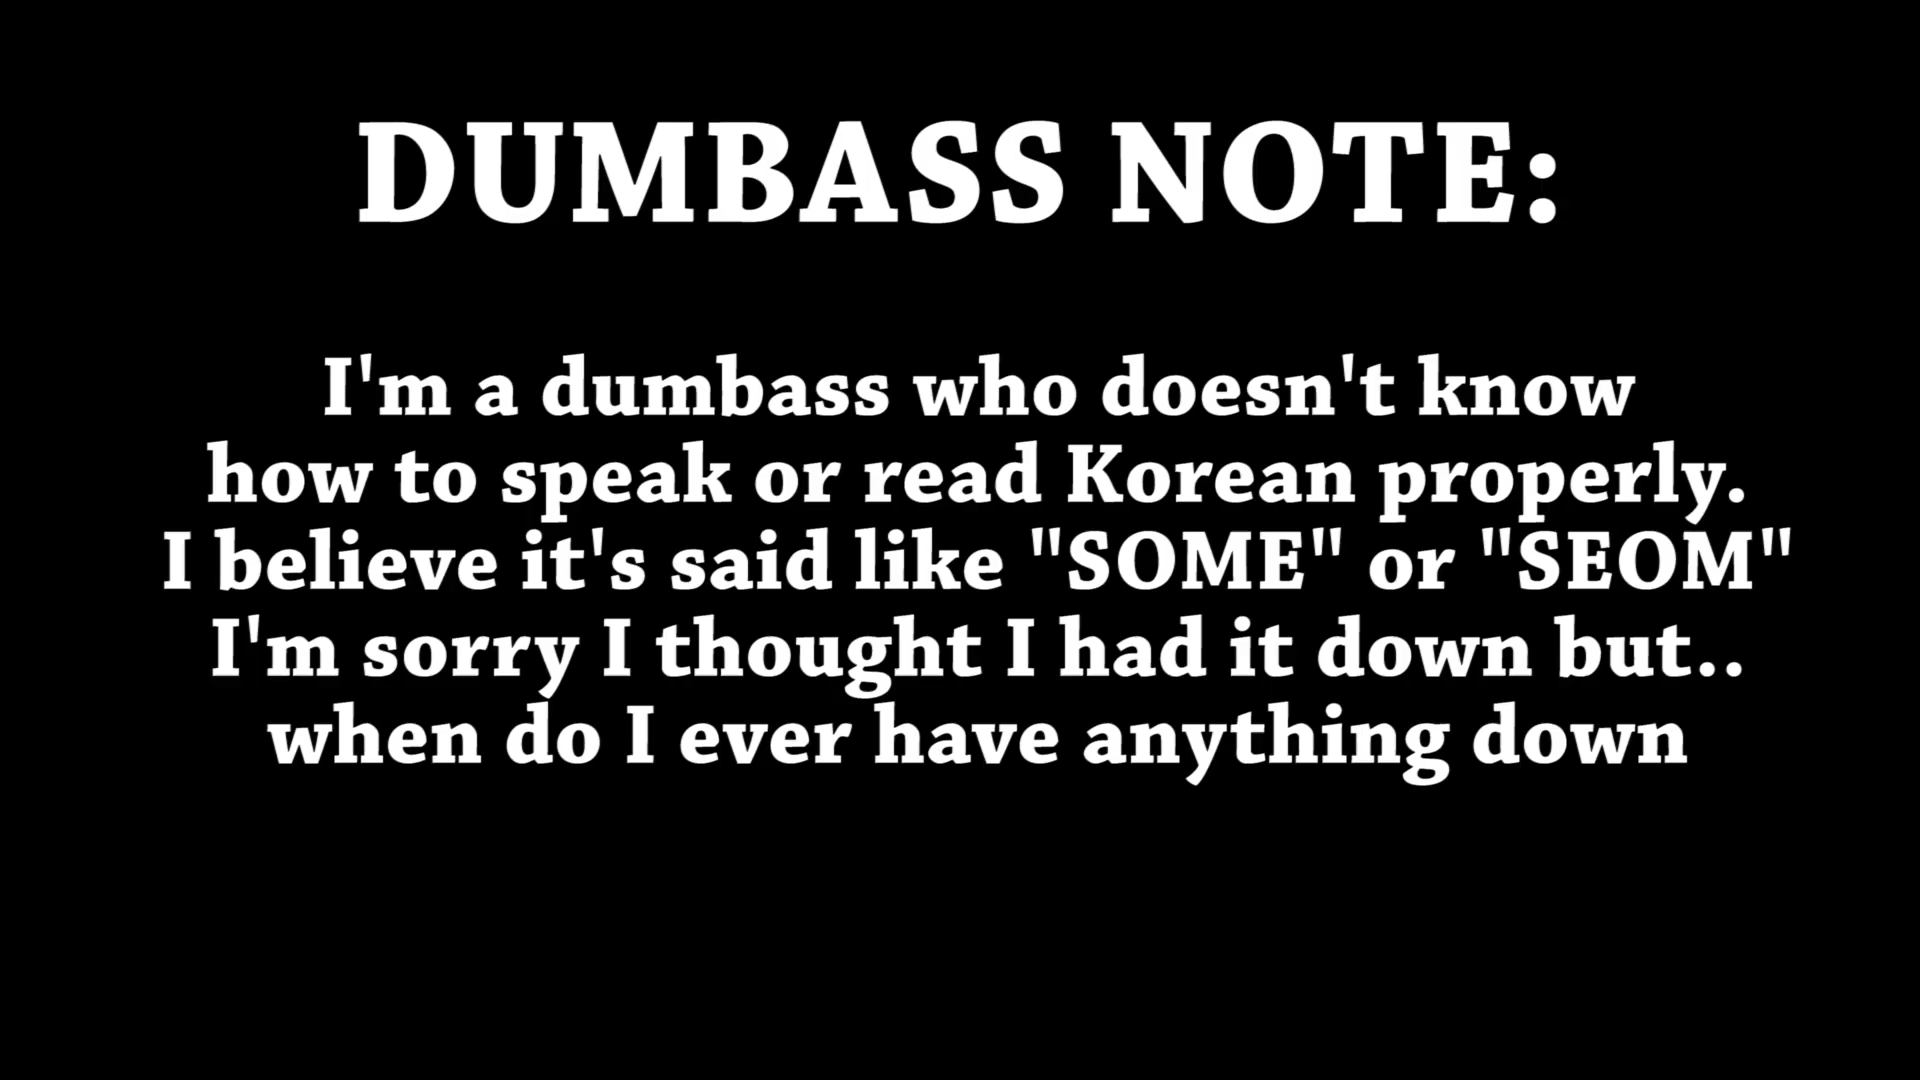 DUMBASS NOTE:
I'm a dumbass who doesn't know
how to speak or read Korean properly.
I believe it's said like "SOME" or "SEOM"
I'm sorry I thought I had it down but..
when do I ever have anything down